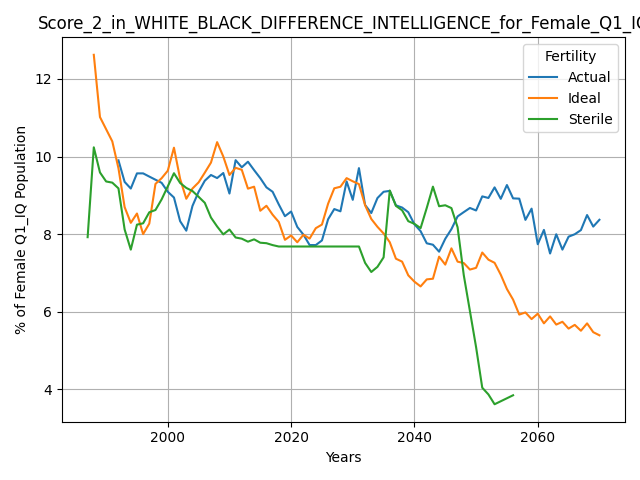 Score_2_in_WHITE_BLACK_DIFFERENCE_INTELLIGENCE_for_Female_Q1_IQ
Fertility
Actual
Ideal
Sterile
% of Female Q1_IQ Population
12
10
8
6
4
2000 2020 2040 2060
Years